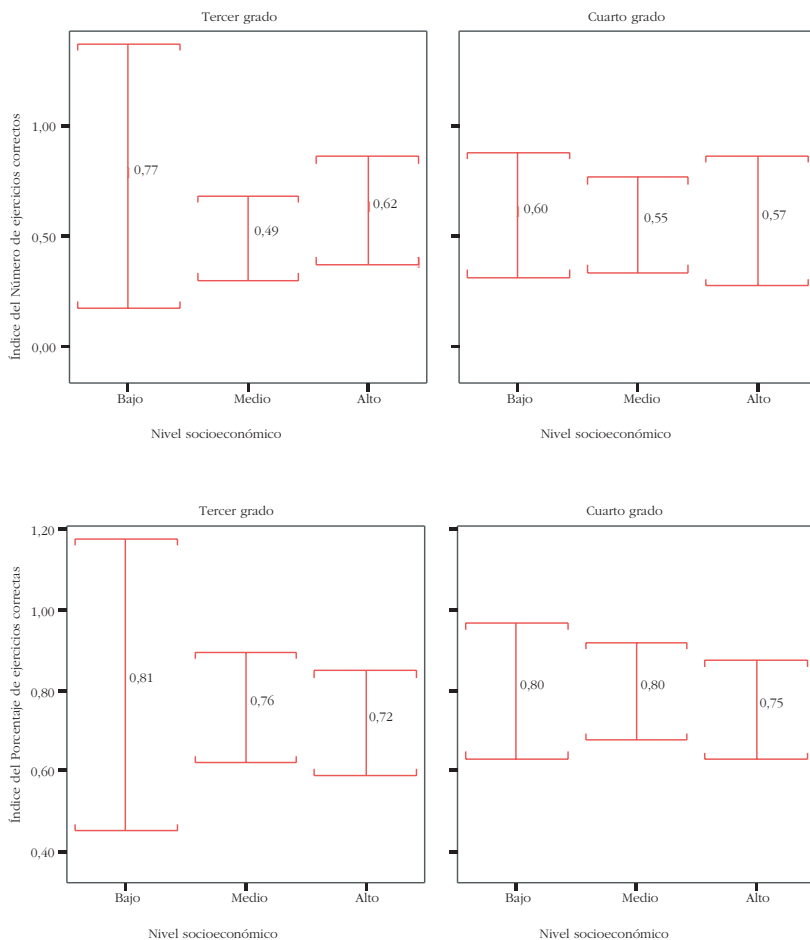 Tercer grado
Cuarto grado
Índice del Número de ejercicios correctos
1,00
0,50
0,00
0,77
0,49
0,62
0,60
0,55
0,57
Bajo Medio Alto
Bajo Medio Alto
Nivel socioeconómico
Nivel socioeconómico
Tercer grado
Cuarto grado
Índice del Porcentaje de ejercicios correctas
1,20
1,00
0,80
0,60
0,40
0,81
0,76
0,72
0,80
0,80
0,75
Bajo Medio Alto
Bajo Medio Alto
Nivel socioeconómico
Nivel socioeconómico